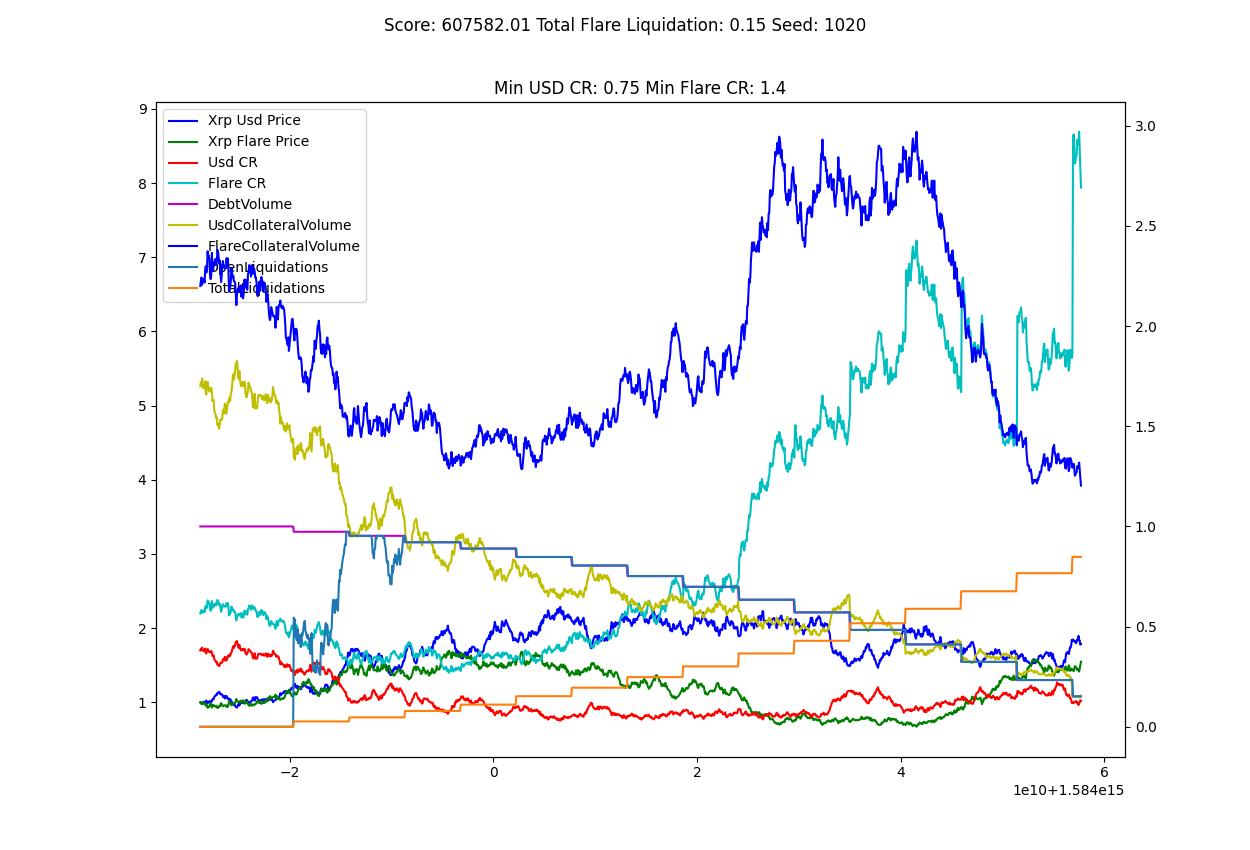 Score: 607582.01 Total Flare Liquidation: 0.15 Seed: 1020
Min USD CR: 0.75 Min Flare CR: 1.4
Xrp Usd Price
Xrp Flare Price
Usd CR
Flare CR
DebtVolume
UsdCollateralVolume
FlareCollateralVolume
OpenLiquidations
TotalLiquidations
9
8
7
6
5
4
3
2
1
3.0
2.5
2.0
1.5
1.0
0.5
0.0
−2
0
2
4
6
1e10+1.584e15